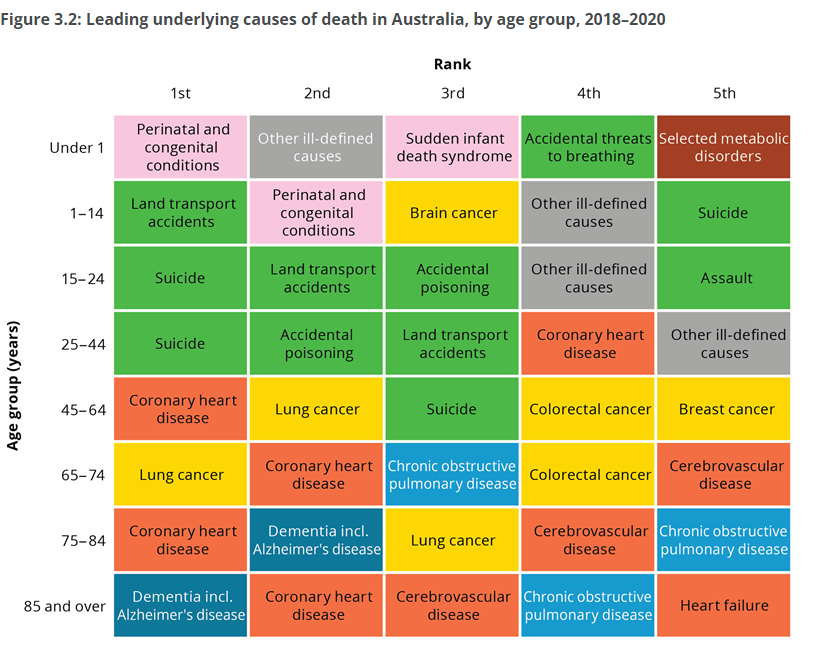 Figure 3.2: Leading underlying causes of death in Australia, by age group, 2018–2020
Rank
1st 2nd 3rd 4th 5th
Age group (years)
Under 1
Perinatal and
congenital
conditions
Other ill-defined
causes
Sudden infant
death syndrome
Accidental threats
to breathing
Selected metabolic
disorders
1–14
Land transport
accidents
Perinatal and
congenital
conditions
Brain cancer
Other ill-defined
causes
Suicide
15–24
Suicide
Land transport
accidents
Accidental
poisoning
Other ill-defined
causes
Assault
25–44
Suicide
Accidental
poisoning
Land transport
accidents
Coronary heart
disease
Other ill-defined
causes
45–64
Coronary heart
disease
Lung cancer
Suicide
Colorectal cancer
Breast cancer
65–74
Lung cancer
Coronary heart
disease
Chronic obstructive
pulmonary disease
Colorectal cancer
Cerebrovascular
disease
75–84
Coronary heart
disease
Dementia incl.
Alzheimer's disease
Lung cancer
Cerebrovascular
disease
Chronic obstructive
pulmonary disease
85 and over
Dementia incl.
Alzheimer's disease
Coronary heart
disease
Cerebrovascular
disease
Chronic obstructive
pulmonary disease
Heart failure